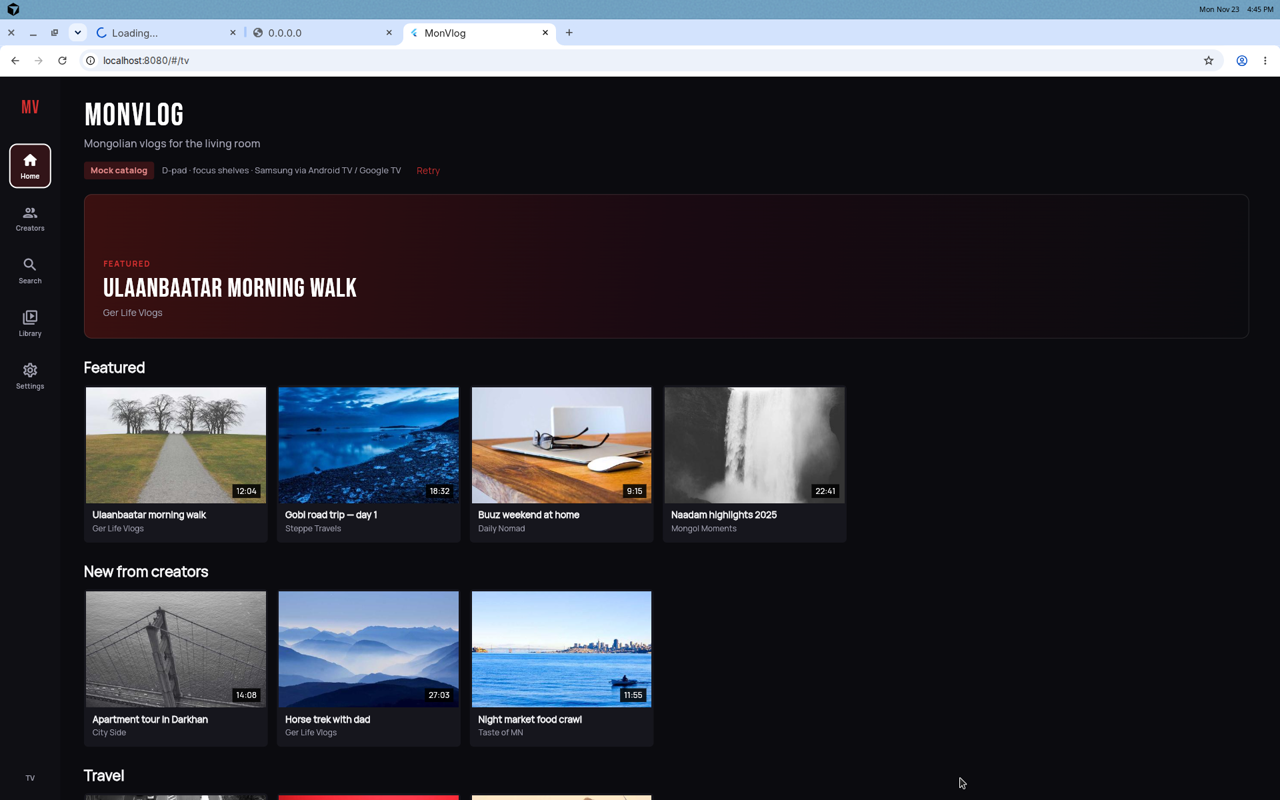 Mon Nov 23 4:45 PM
Loading...
0.0.0.0
MonVlog
localhost:8080/#/tv
MV
Home
Creators
Search
Library
Settings
TV
MONVLOG
Mongolian vlogs for the living room
Mock catalog
D-pad · focus shelves · Samsung via Android TV / Google TV
Retry
FEATURED
ULAANBAATAR MORNING WALK
Ger Life Vlogs
Featured
12:04
Ulaanbaatar morning walk
Ger Life Vlogs
18:32
Gobi road trip — day 1
Steppe Travels
9:15
Buuz weekend at home
Daily Nomad
22:41
Naadam highlights 2025
Mongol Moments
New from creators
14:08
Apartment tour in Darkhan
City Side
27:03
Horse trek with dad
Ger Life Vlogs
11:55
Night market food crawl
Taste of MN
Travel